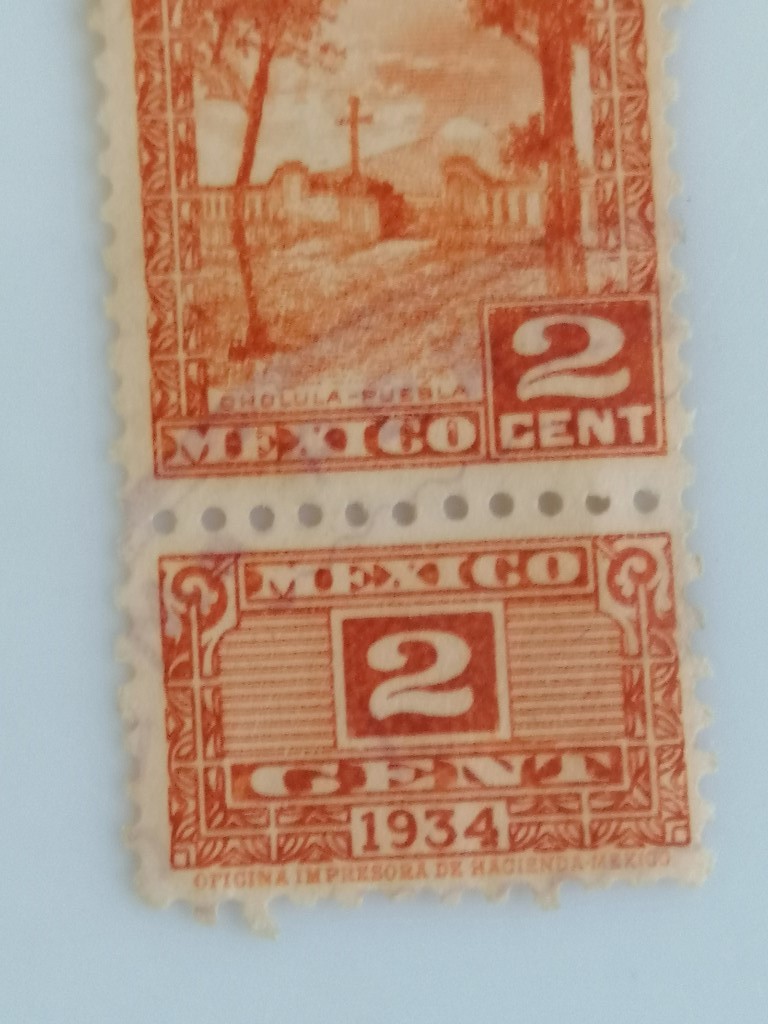 CHOLULA-PUEBLA
MEXICO
2
CENT
MEXICO
2
CENT
1934
OFICINA IMPRESORA DE HACIENDA-MEXICO